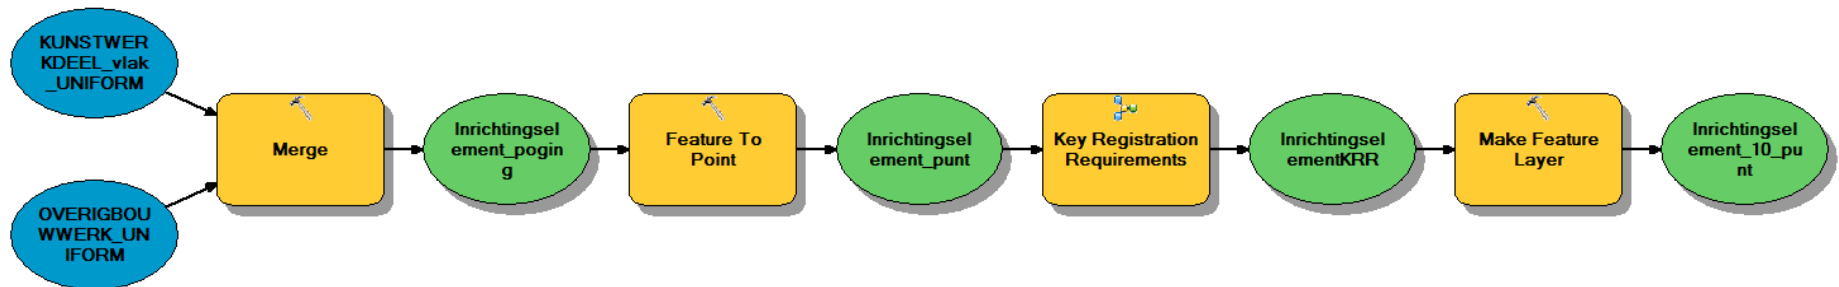 KUNSTWER
KDEEL_vlak
_UNIFORM
OVERIGBOU
WWERK_UN
IFORM
Merge
Inrichtingsel
ement_pogin
g
Feature To
Point
Inrichtingsel
ement_punt
Key Registration
Requirements
Inrichtingsel
ementKRR
Make Feature
Layer
Inrichtingsel
ement_10_pu
nt